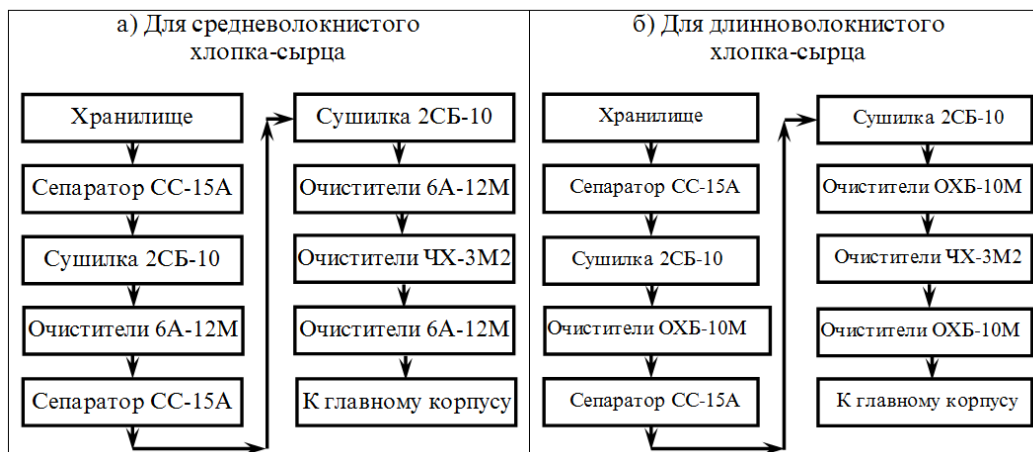 а) Для средневолокнистого
хлопка-сырца
Хранилище
Сепаратор СС-15А
Сушилка 2СБ-10
Очистители 6А-12М
Сепаратор СС-15А
Сушилка 2СБ-10
Очистители 6А-12М
Очистители ЧХ-3М2
Очистители 6А-12М
К главному корпусу
б) Для длинноволокнистого
хлопка-сырца
Хранилище
Сепаратор СС-15А
Сушилка 2СБ-10
Очистители ОХБ-10М
Сепаратор СС-15А
Сушилка 2СБ-10
Очистители ОХБ-10М
Очистители ЧХ-3М2
Очистители ОХБ-10М
К главному корпусу